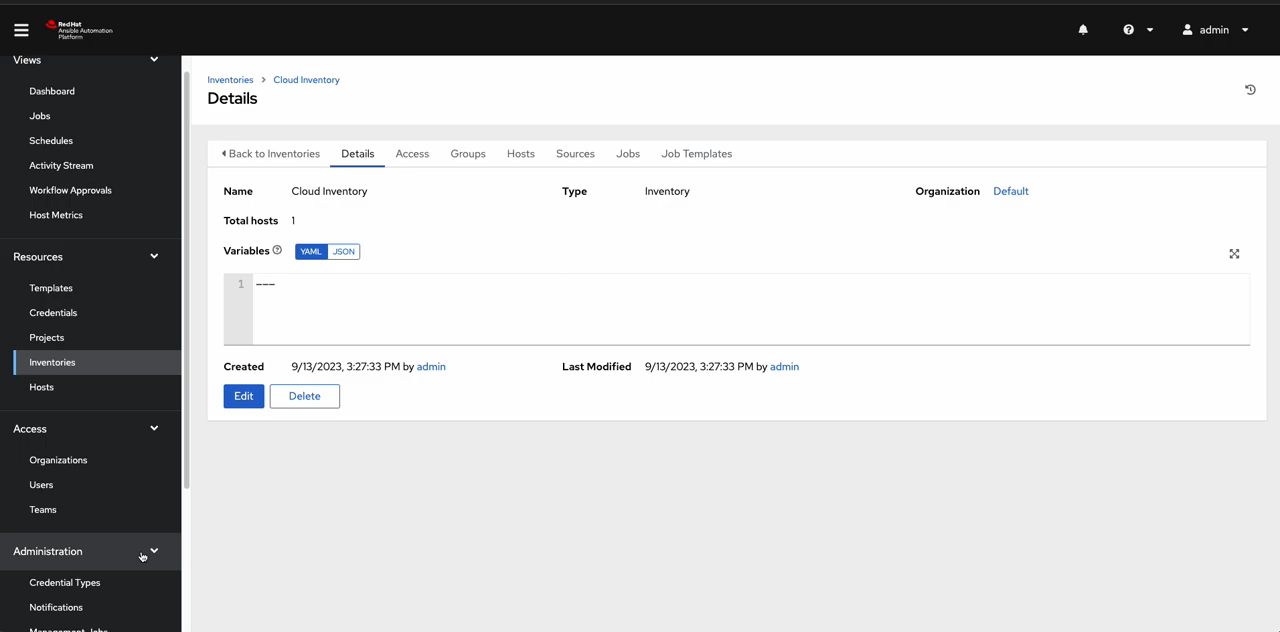 Red Hat
Ansible Automation
Platform
admin
Views
Dashboard
Jobs
Schedules
Activity Stream
Workflow Approvals
Host Metrics
Resources
Templates
Credentials
Projects
Inventories
Hosts
Access
Organizations
Users
Teams
Administration
Credential Types
Notifications
Management Jobs
Inventories > Cloud Inventory
Details
Back to Inventories Details Access Groups Hosts Sources Jobs Job Templates
Name Cloud Inventory Type Inventory Organization Default
Total hosts 1
Variables YAML JSON
1 ---
Created 9/13/2023, 3:27:33 PM by admin Last Modified 9/13/2023, 3:27:33 PM by admin
Edit Delete